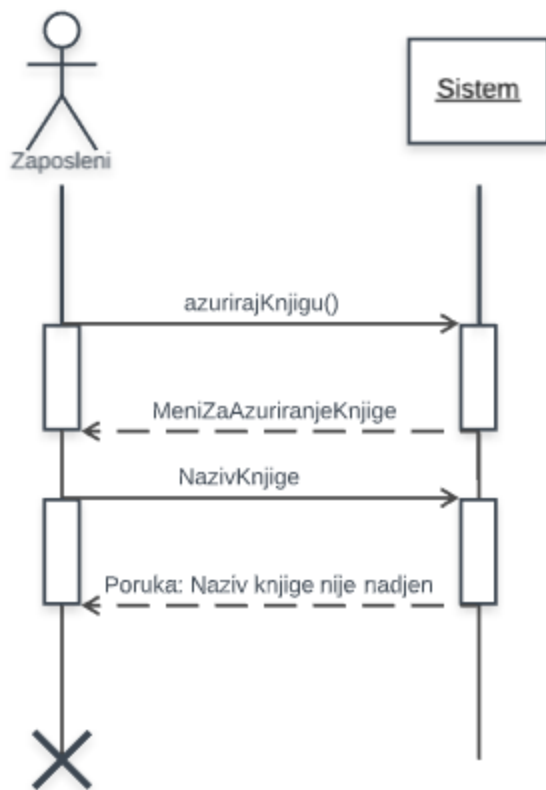 Zaposleni
Sistem
azurirajKnjigu()
MeniZaAzuriranjeKnjige
NazivKnjige
Poruka: Naziv knjige nije nadjen